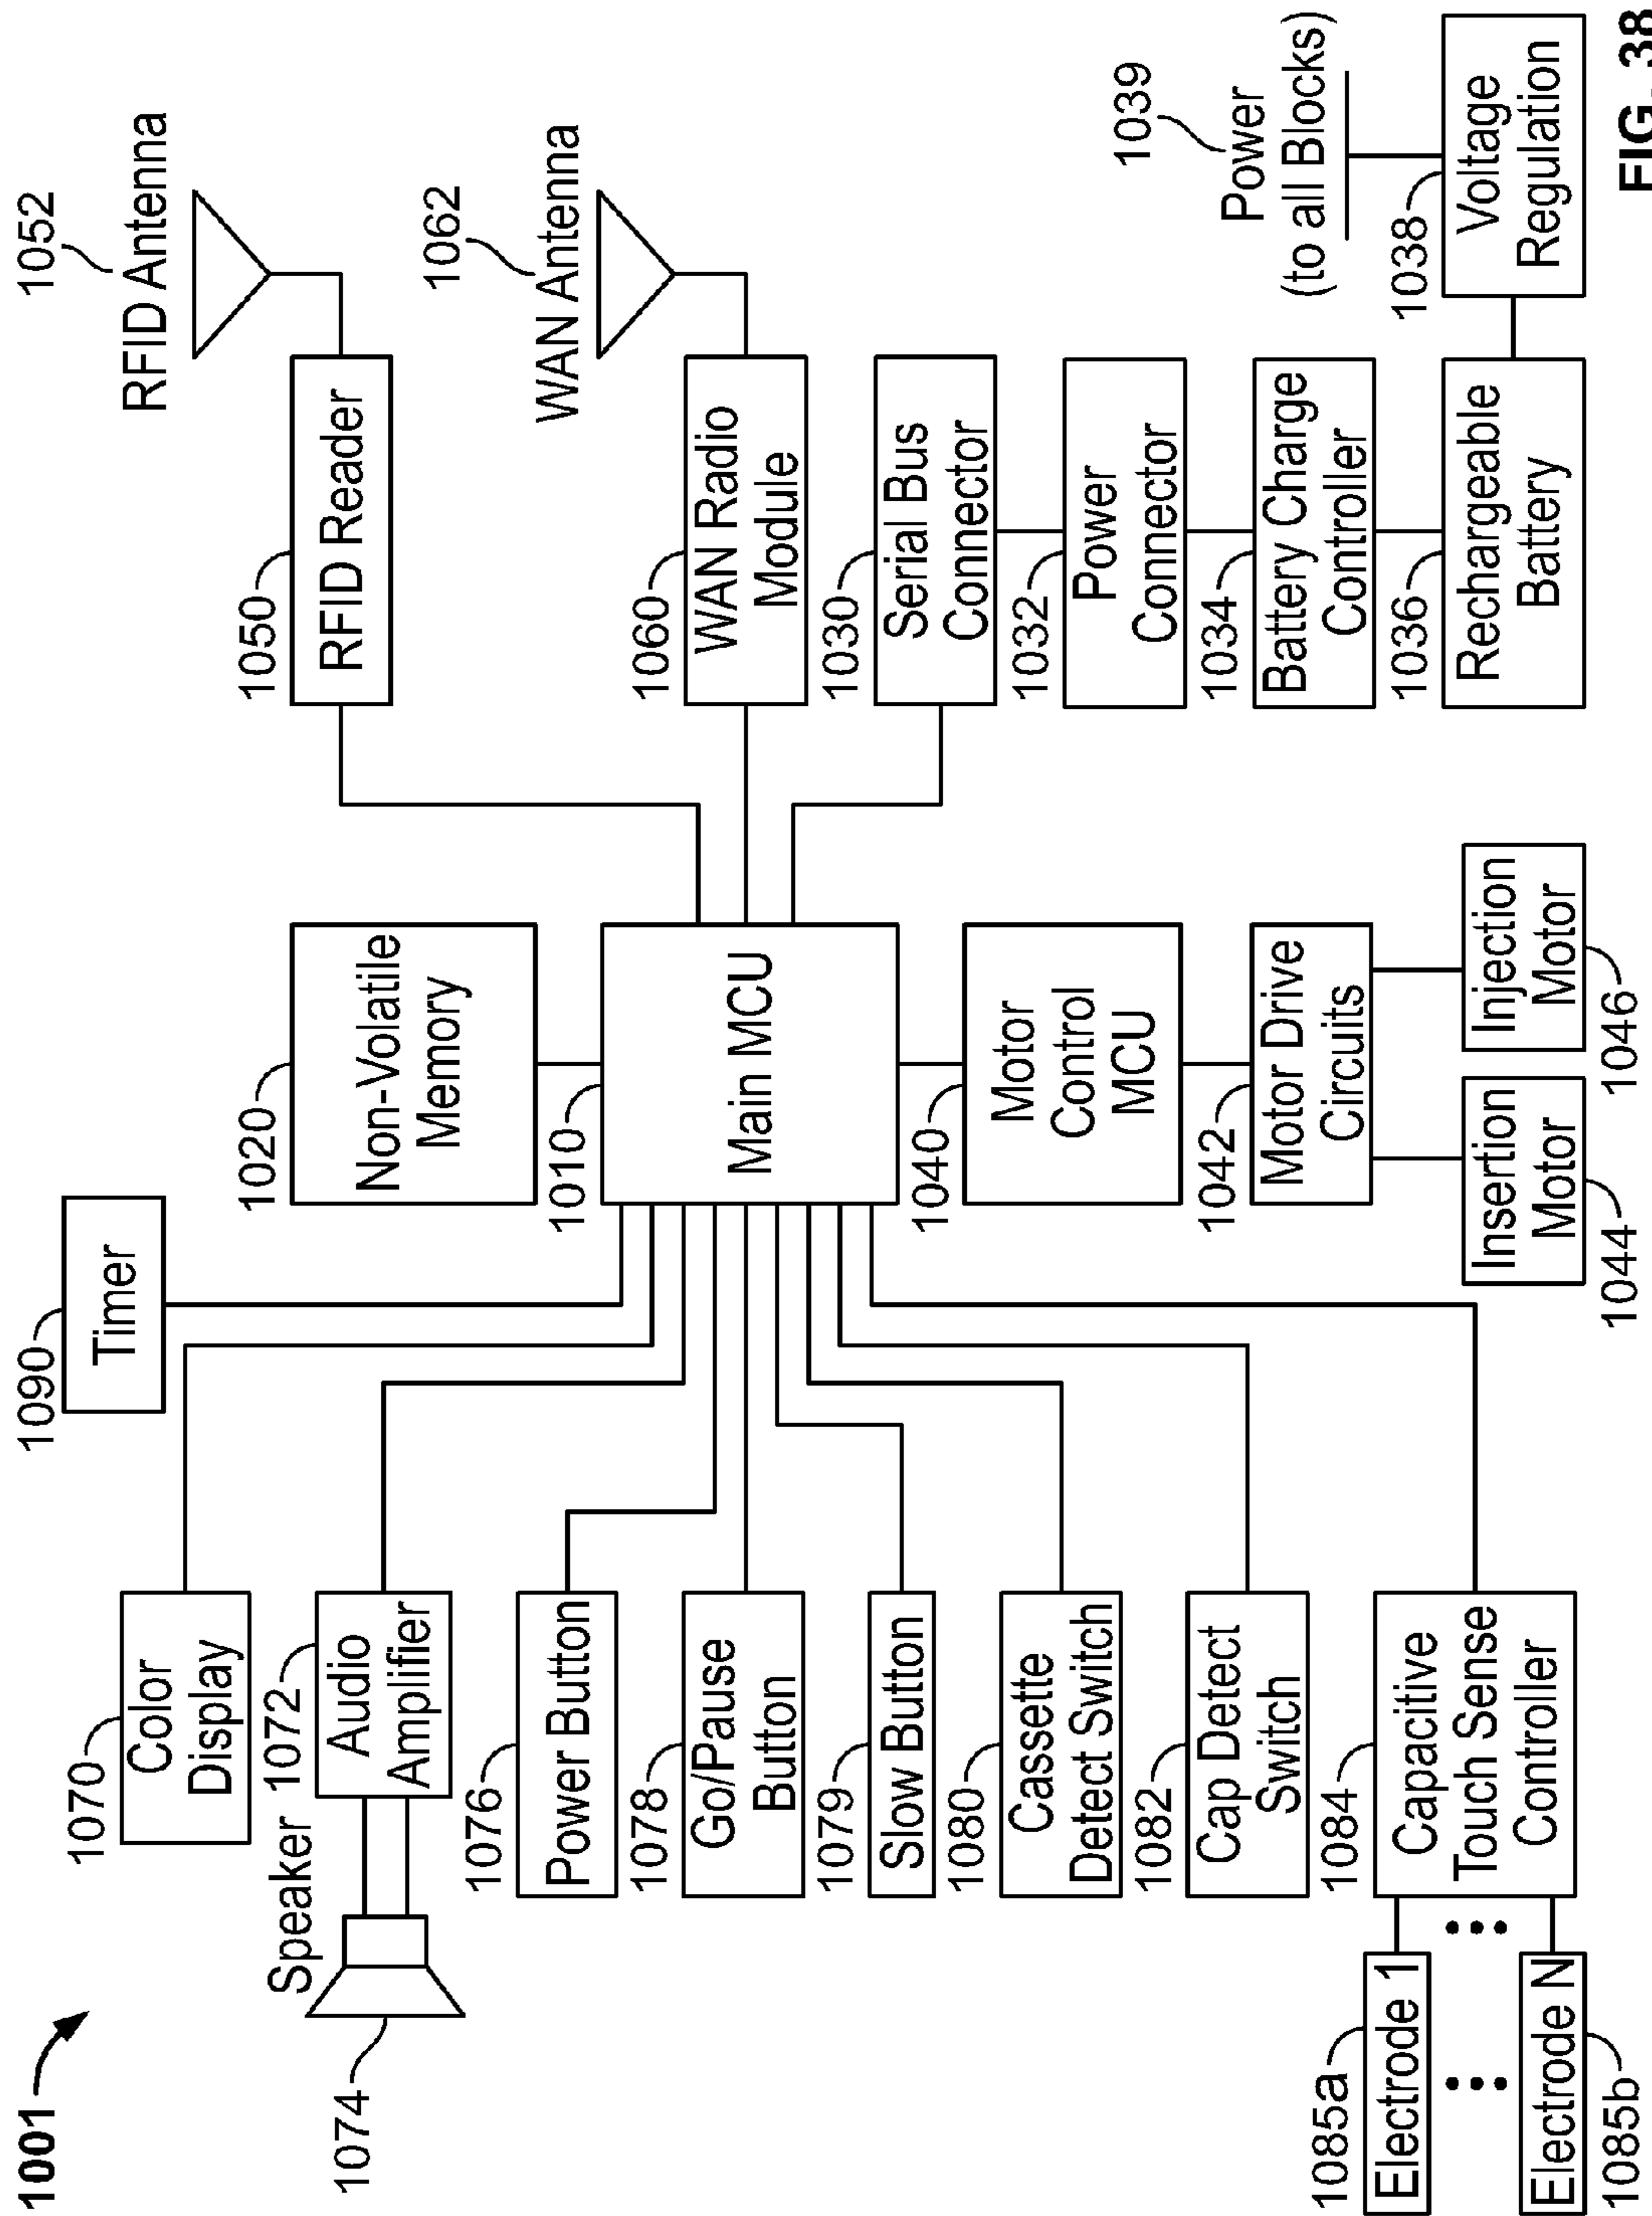 1001
1090
Timer
1070
Color
Display
Speaker
1074
1072
Audio
Amplifier
1076
Power Button
1078
Go/Pause
Button
1079
Slow Button
1080
Cassette
Detect Switch
1082
Cap Detect
Switch
1084
Capacitive
Touch Sense
Controller
1085a
Electrode 1
Electrode N
1085b
1020
Non-Volatile
Memory
1010
Main MCU
1040
Motor
Control
MCU
1042
Motor Drive
Circuits
Insertion
Motor
1044
Injection
Motor
1046
1052
RFID Antenna
1050
RFID Reader
1062
WAN Antenna
1060
WAN Radio
Module
1030
Serial Bus
Connector
1032
Power
Connector
1034
Battery Charge
Controller
1036
Rechargeable
Battery
1039
Power
(to all Blocks)
1038
Voltage
Regulation
FIG. 38